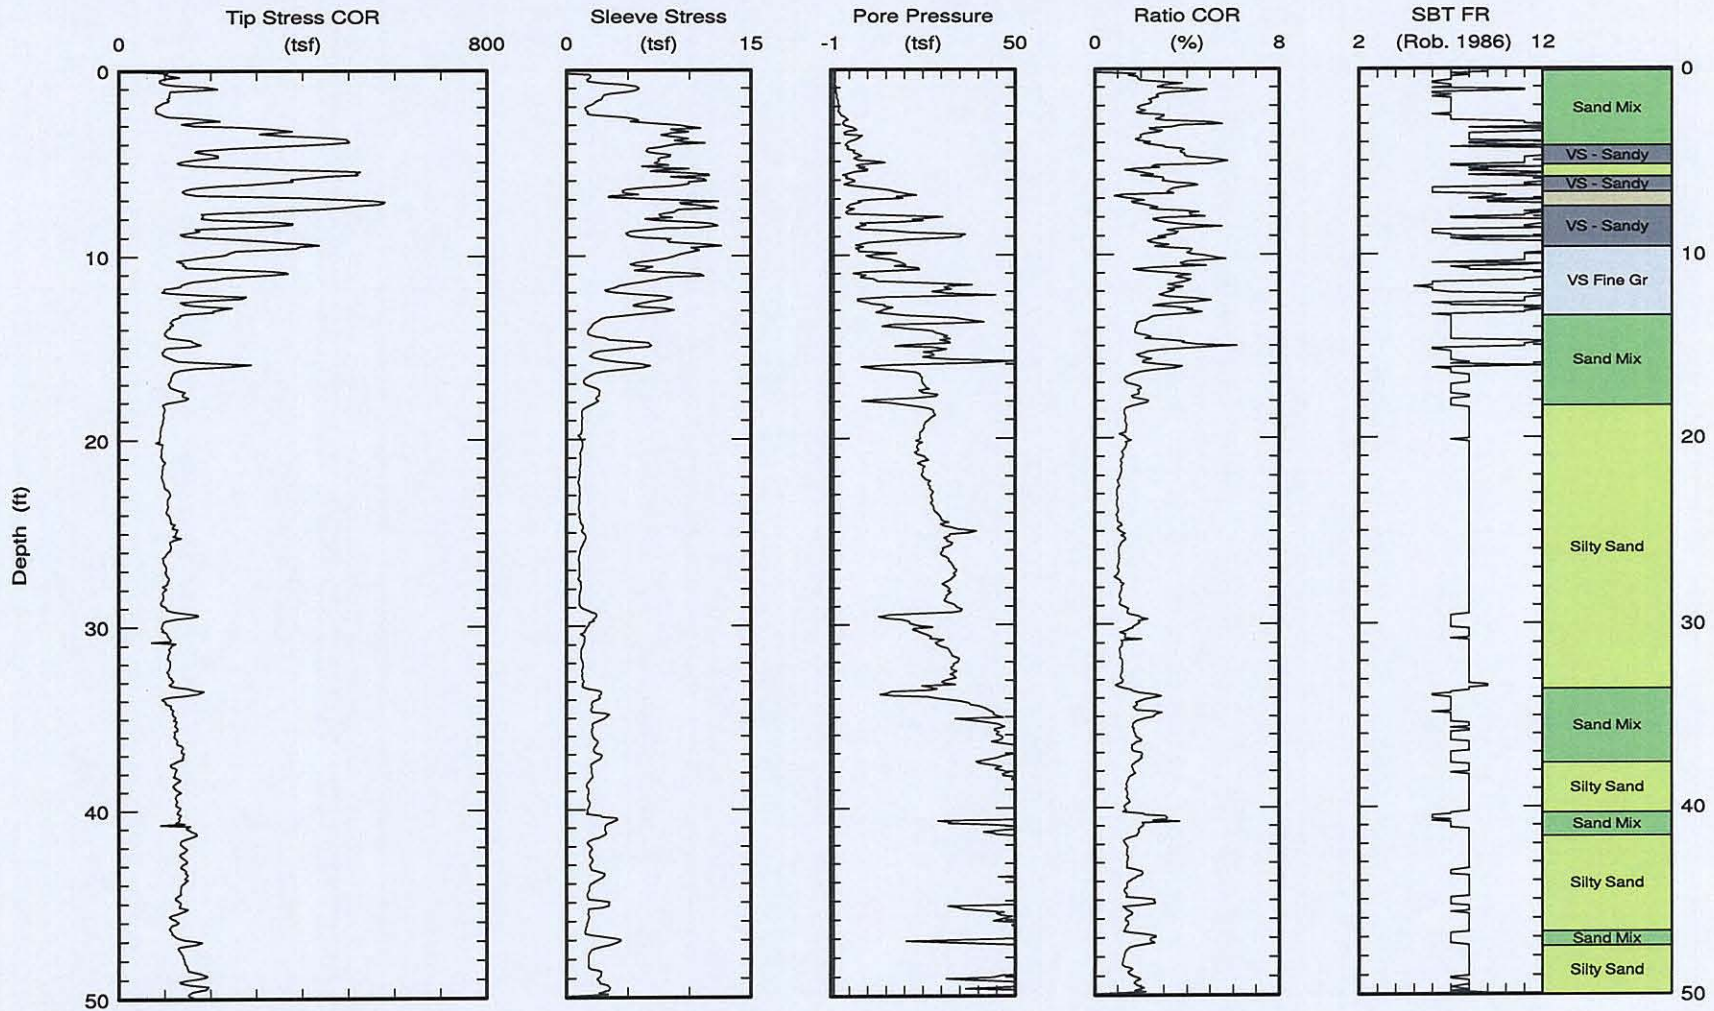 Tip Stress COR
(tsf)
0 800
Sleeve Stress
(tsf)
0 15
Pore Pressure
(tsf)
-1 50
Ratio COR
(%)
0 8
SBT FR
(Rob. 1986)
2 12
Depth (ft)
0
10
20
30
40
50
0
10
20
30
40
50
Sand Mix
VS - Sandy
VS - Sandy
VS - Sandy
VS Fine Gr
Sand Mix
Silty Sand
Sand Mix
Silty Sand
Sand Mix
Silty Sand
Sand Mix
Silty Sand